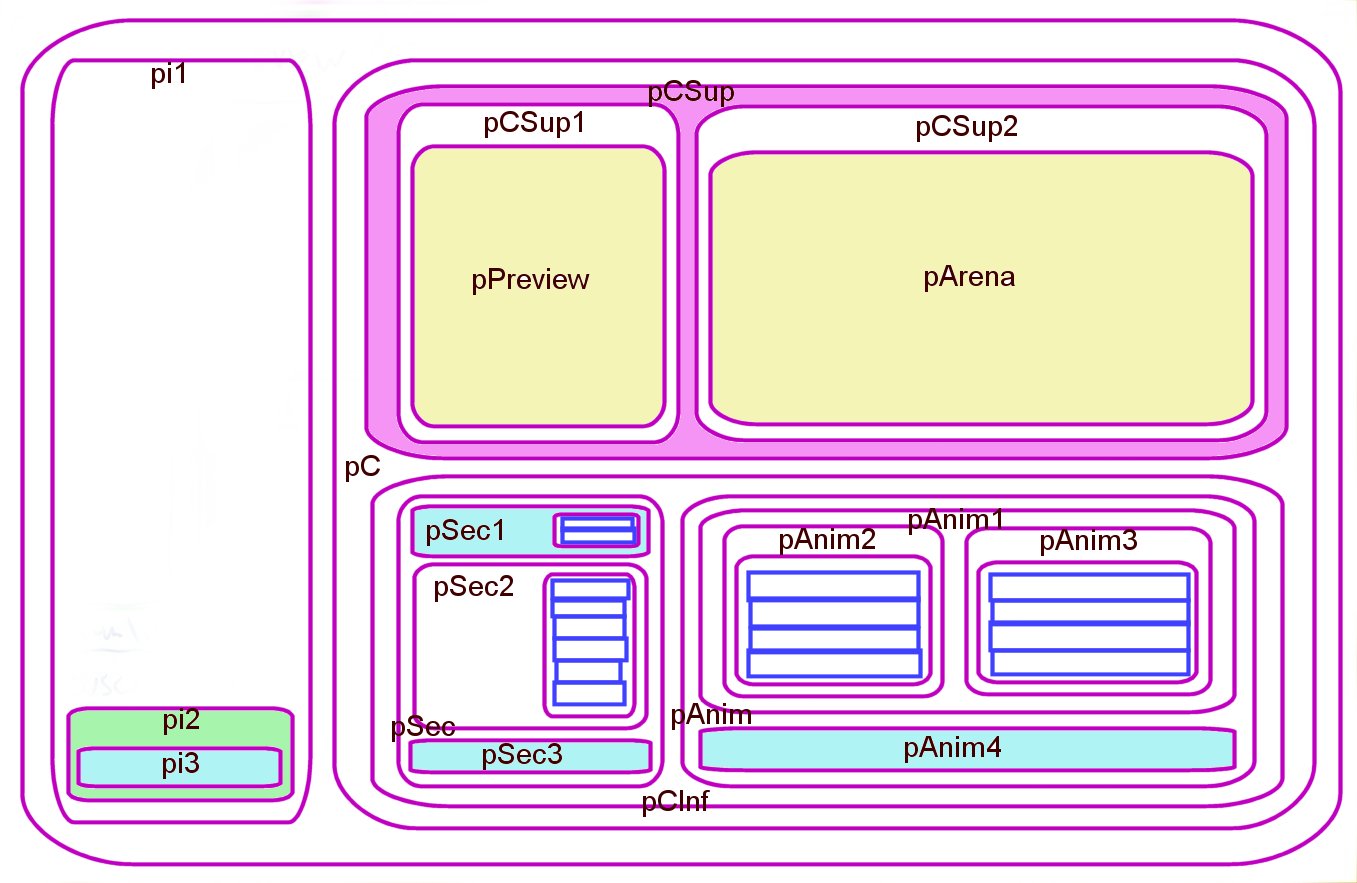 pi1
pCSup
pCSup1
pCSup2
pPreview
pArena
pC
pSec1
pAnim1
pAnim2
pAnim3
pSec2
pSec
pAnim
pi2
pi3
pSec3
pAnim4
pCInf